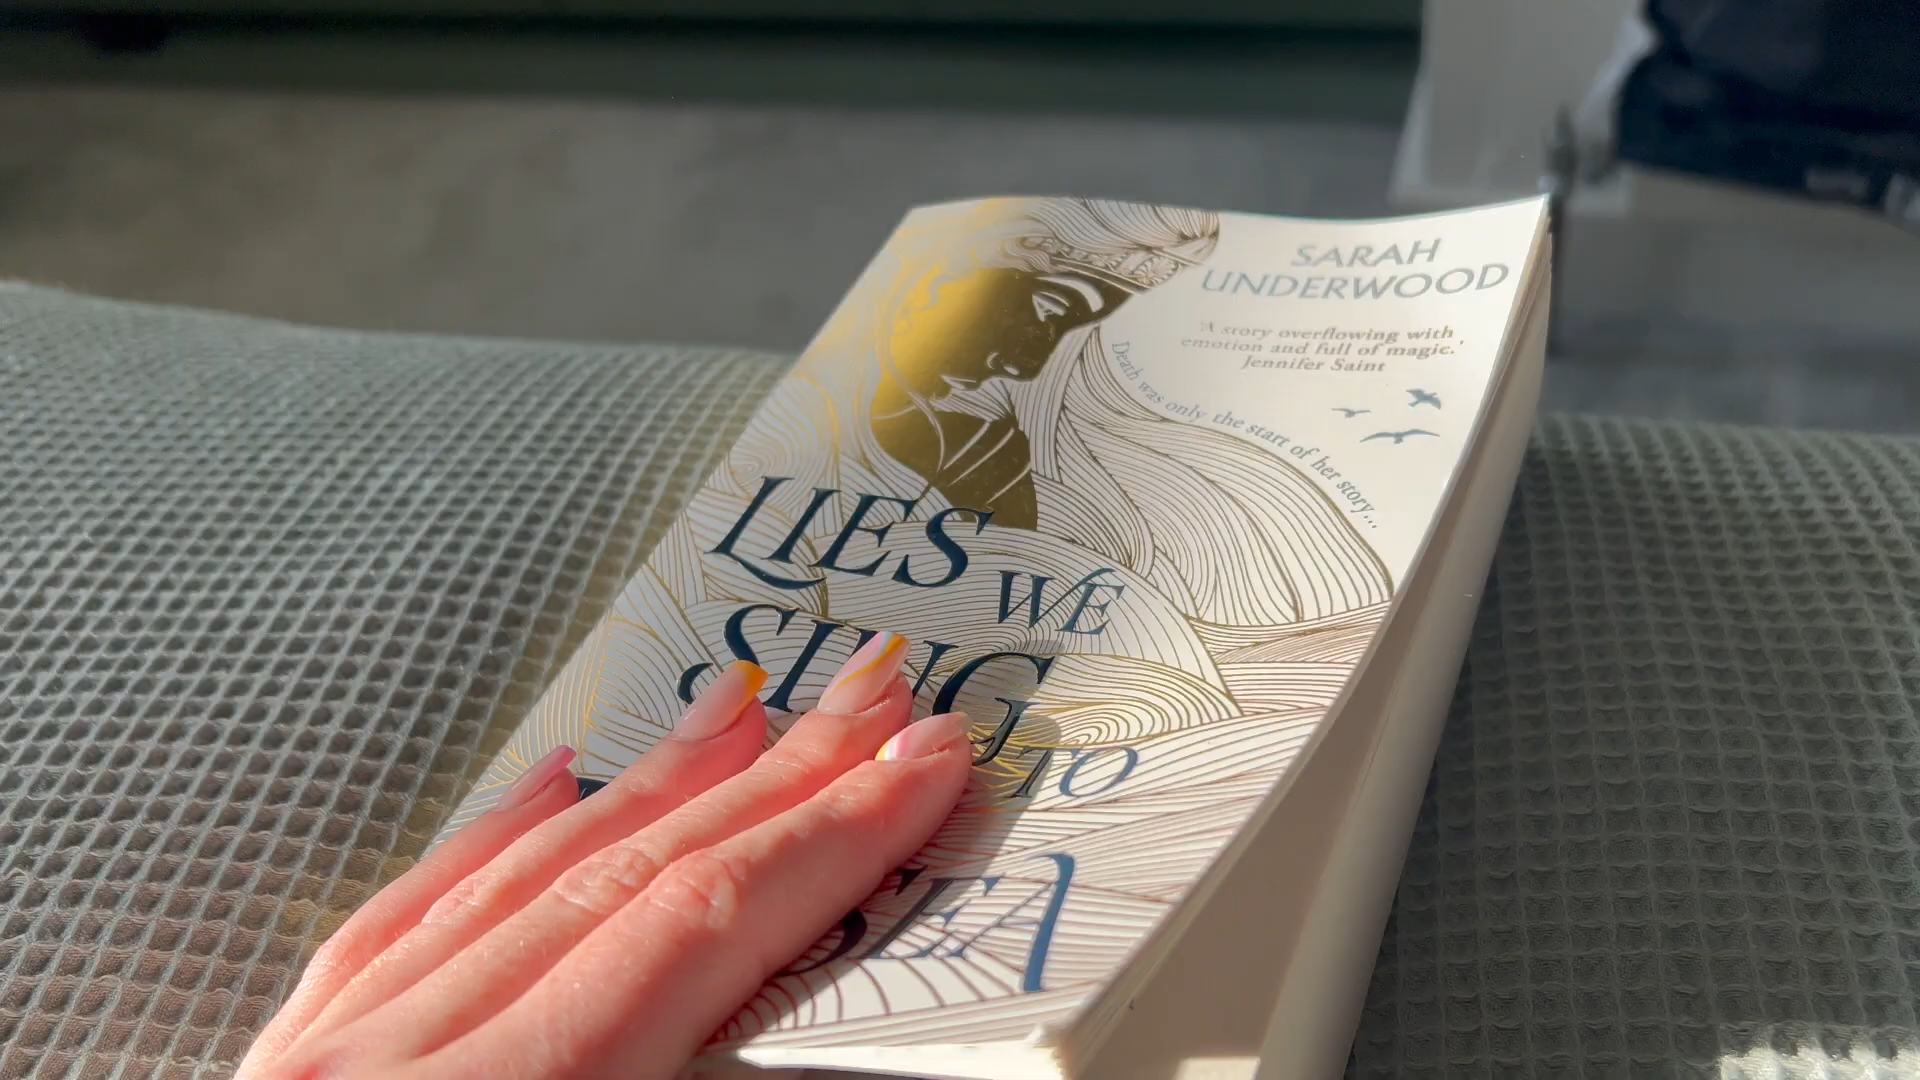 SARAH
UNDERWOOD
'A story overflowing with
emotion and full of magic.'
Jennifer Saint
Death was only the start of her story...
LIES WE
SING
TO
SEA